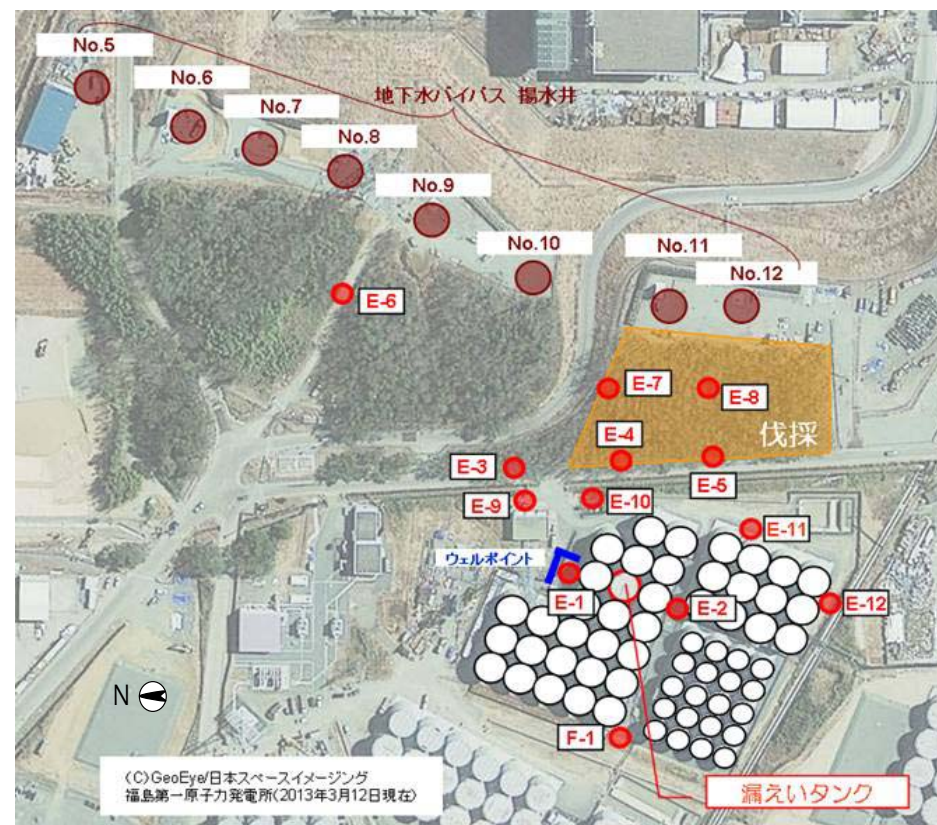 No.5
No.6
No.7
地下水バイパス 揚水井
No.8
No.9
No.10
No.11
No.12
E-6
E-7
E-8
伐採
E-4
E-3
E-5
E-9
E-10
E-11
ウェルポイント
E-1
E-2
E-12
N
F-1
(C)GeoEye/日本スペースイメージング
福島第一原子力発電所(2013年3月12日現在)
漏えいタンク